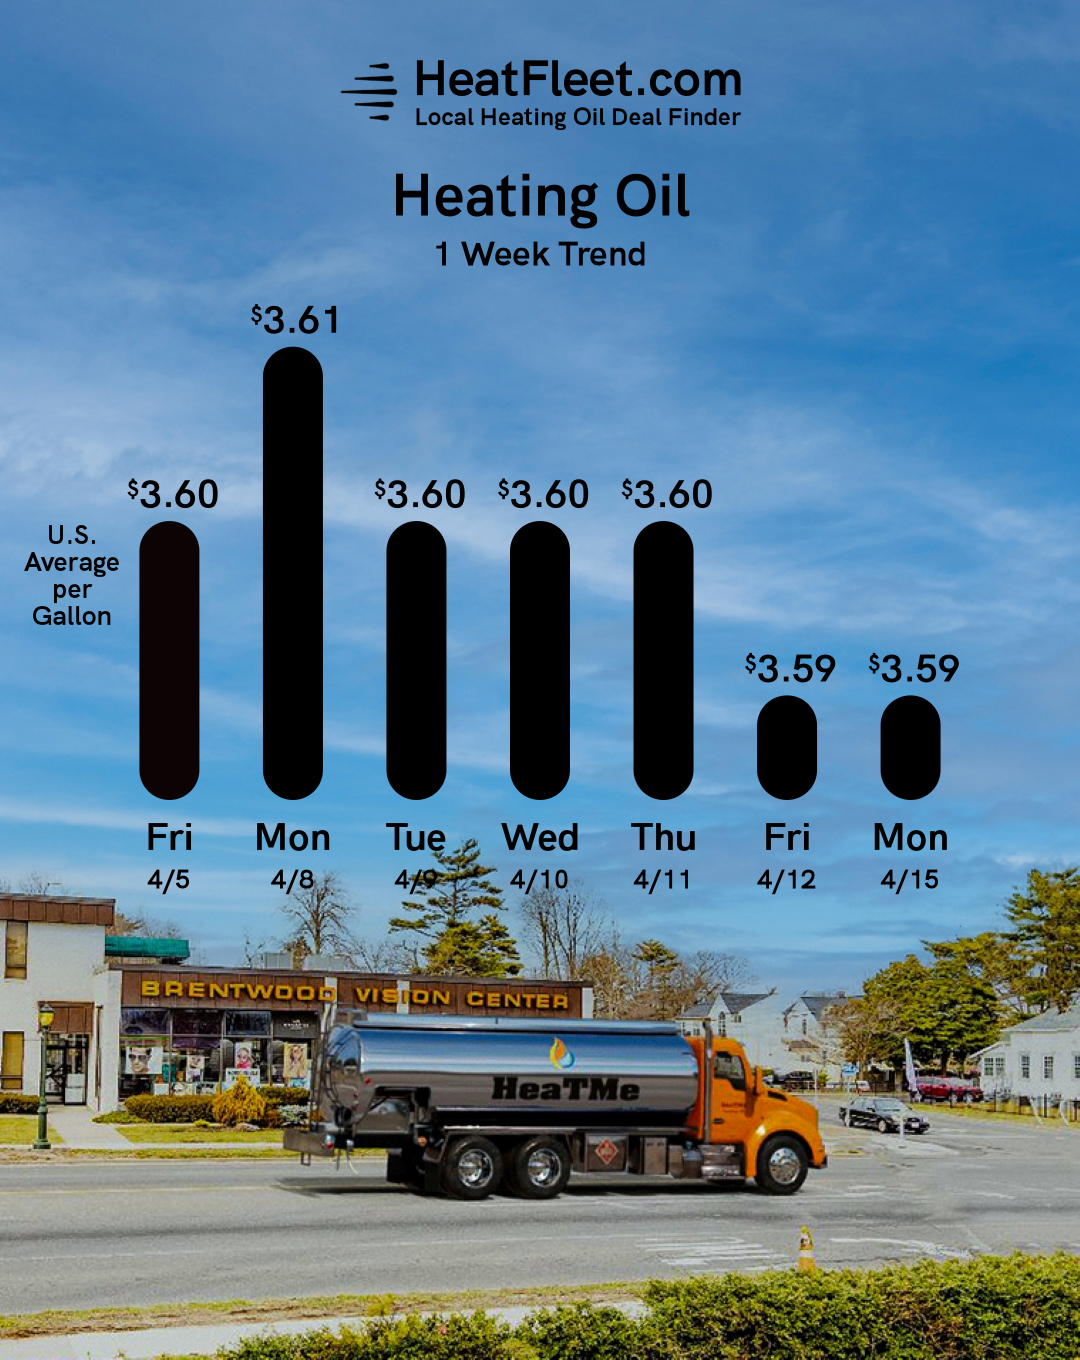 HeatFleet.com
Local Heating Oil Deal Finder
Heating Oil
1 Week Trend
$3.61
$3.60 $3.60 $3.60 $3.60
U.S.
Average
per
Gallon
$3.59 $3.59
Fri Mon Tue Wed Thu Fri Mon
4/5 4/8 4/9 4/10 4/11 4/12 4/15
BRENTWOOD VISION CENTER
HeaTMe